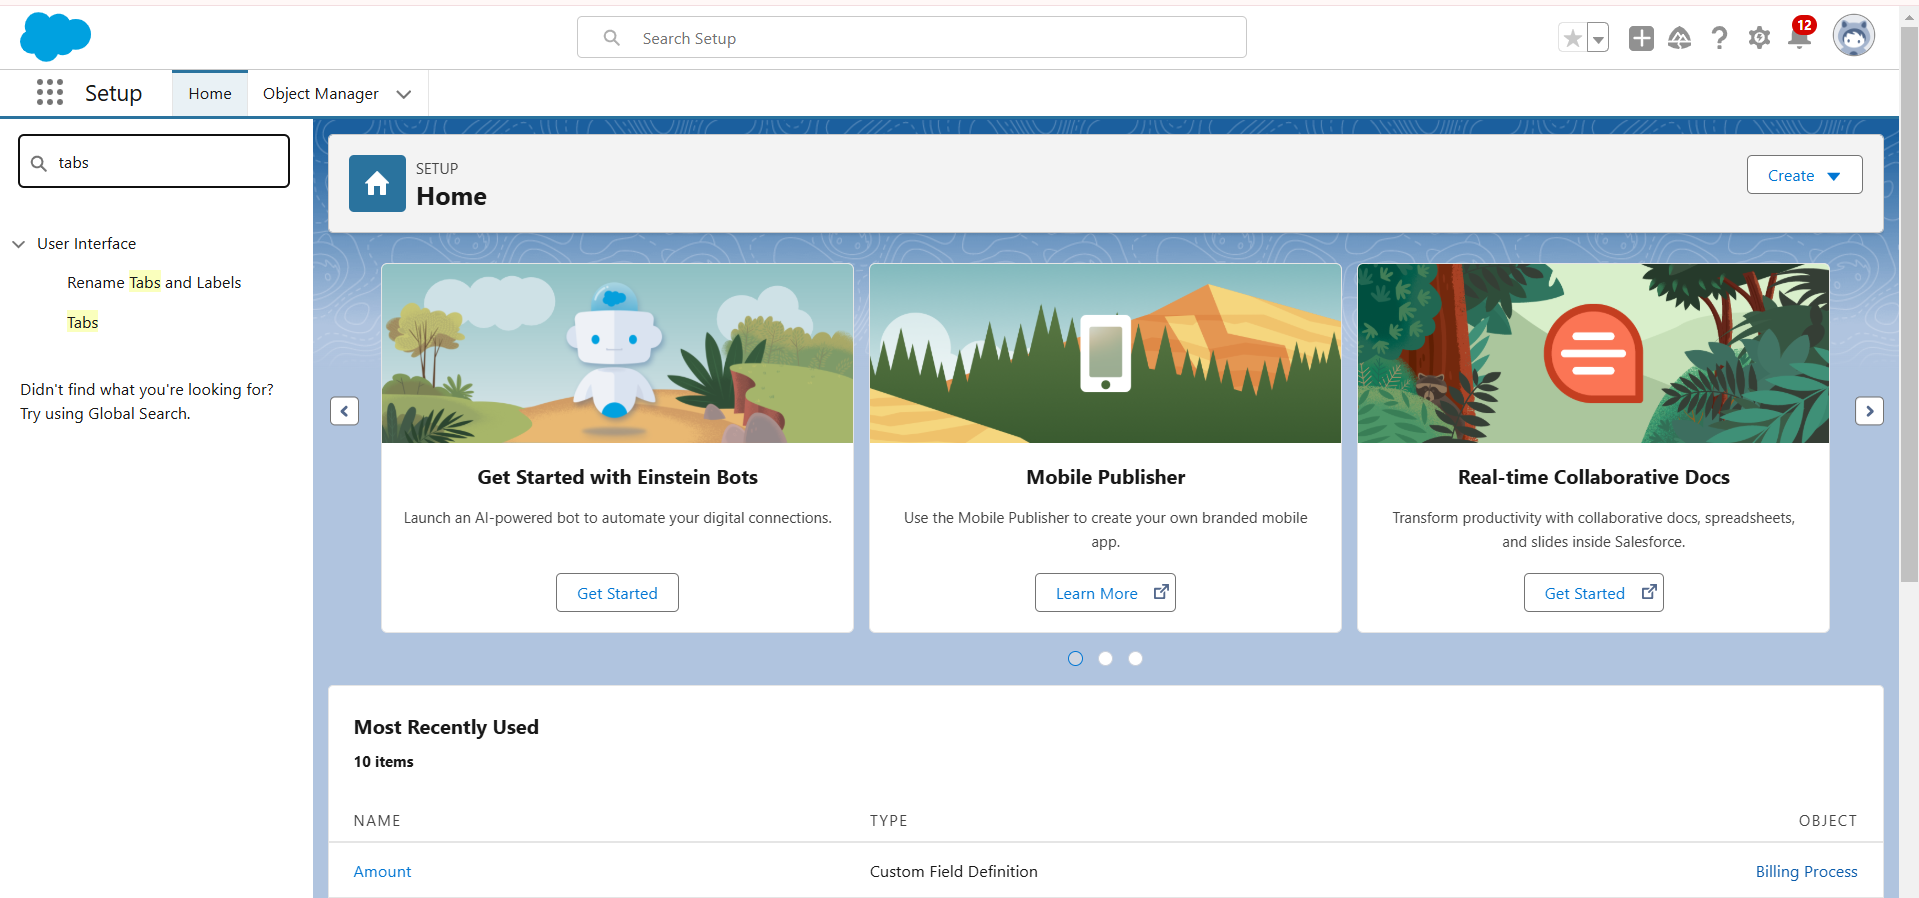 Search Setup
12
Setup
Home
Object Manager
tabs
User Interface
Rename Tabs and Labels
Tabs
Didn't find what you're looking for?
Try using Global Search.
SETUP
Home
Create
Get Started with Einstein Bots
Launch an AI-powered bot to automate your digital connections.
Get Started
Mobile Publisher
Use the Mobile Publisher to create your own branded mobile
app.
Learn More
Real-time Collaborative Docs
Transform productivity with collaborative docs, spreadsheets,
and slides inside Salesforce.
Get Started
Most Recently Used
10 items
NAME TYPE OBJECT
Amount Custom Field Definition Billing Process